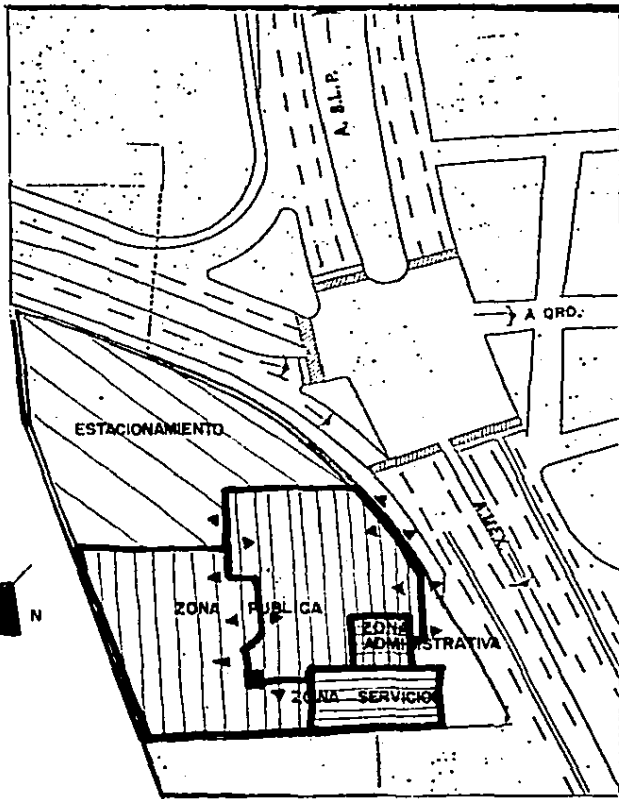 A. S.L.P.
A QRO.
ESTACIONAMIENTO
A MEX.
N
ZONA PUBLICA
ZONA
ADMINISTRATIVA
ZONA SERVICIOS